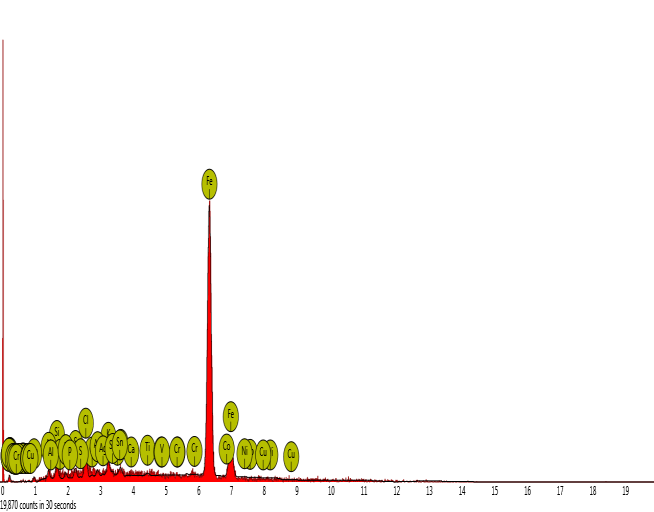 Fe
Fe
Cl
Si
K
Sn
Al
P
S
Ca
Ti
V
Cr
Cr
Co
Ni
Cu
Cu
Cr
Cu
0 1 2 3 4 5 6 7 8 9 10 11 12 13 14 15 16 17 18 19
19,870 counts in 30 seconds